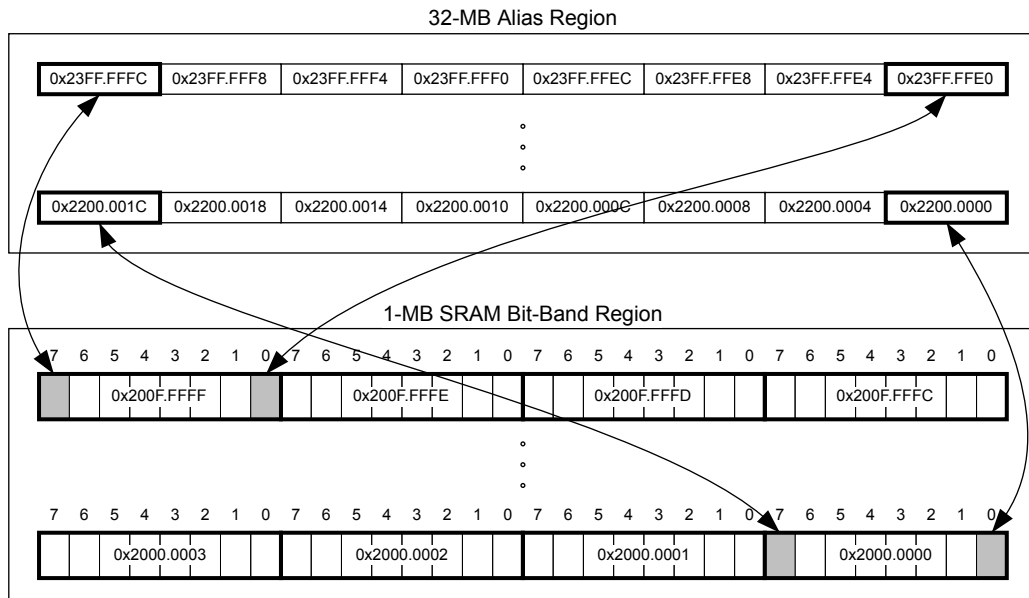 32-MB Alias Region
0x23FF.FFFC 0x23FF.FFF8 0x23FF.FFF4 0x23FF.FFF0 0x23FF.FFEC 0x23FF.FFE8 0x23FF.FFE4 0x23FF.FFE0
0x2200.001C 0x2200.0018 0x2200.0014 0x2200.0010 0x2200.000C 0x2200.0008 0x2200.0004 0x2200.0000
1-MB SRAM Bit-Band Region
7 6 5 4 3 2 1 0 7 6 5 4 3 2 1 0 7 6 5 4 3 2 1 0 7 6 5 4 3 2 1 0
0x200F.FFFF 0x200F.FFFE 0x200F.FFFD 0x200F.FFFC
7 6 5 4 3 2 1 0 7 6 5 4 3 2 1 0 7 6 5 4 3 2 1 0 7 6 5 4 3 2 1 0
0x2000.0003 0x2000.0002 0x2000.0001 0x2000.0000